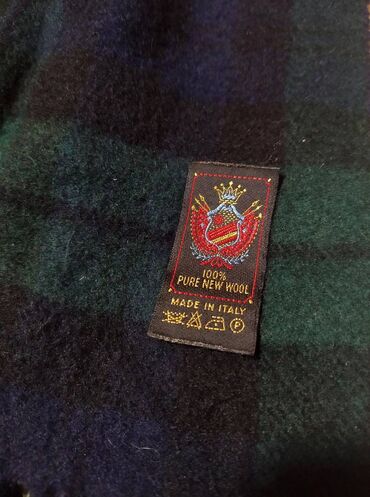 100%
PURE NEW WOOL
MADE IN ITALY
P